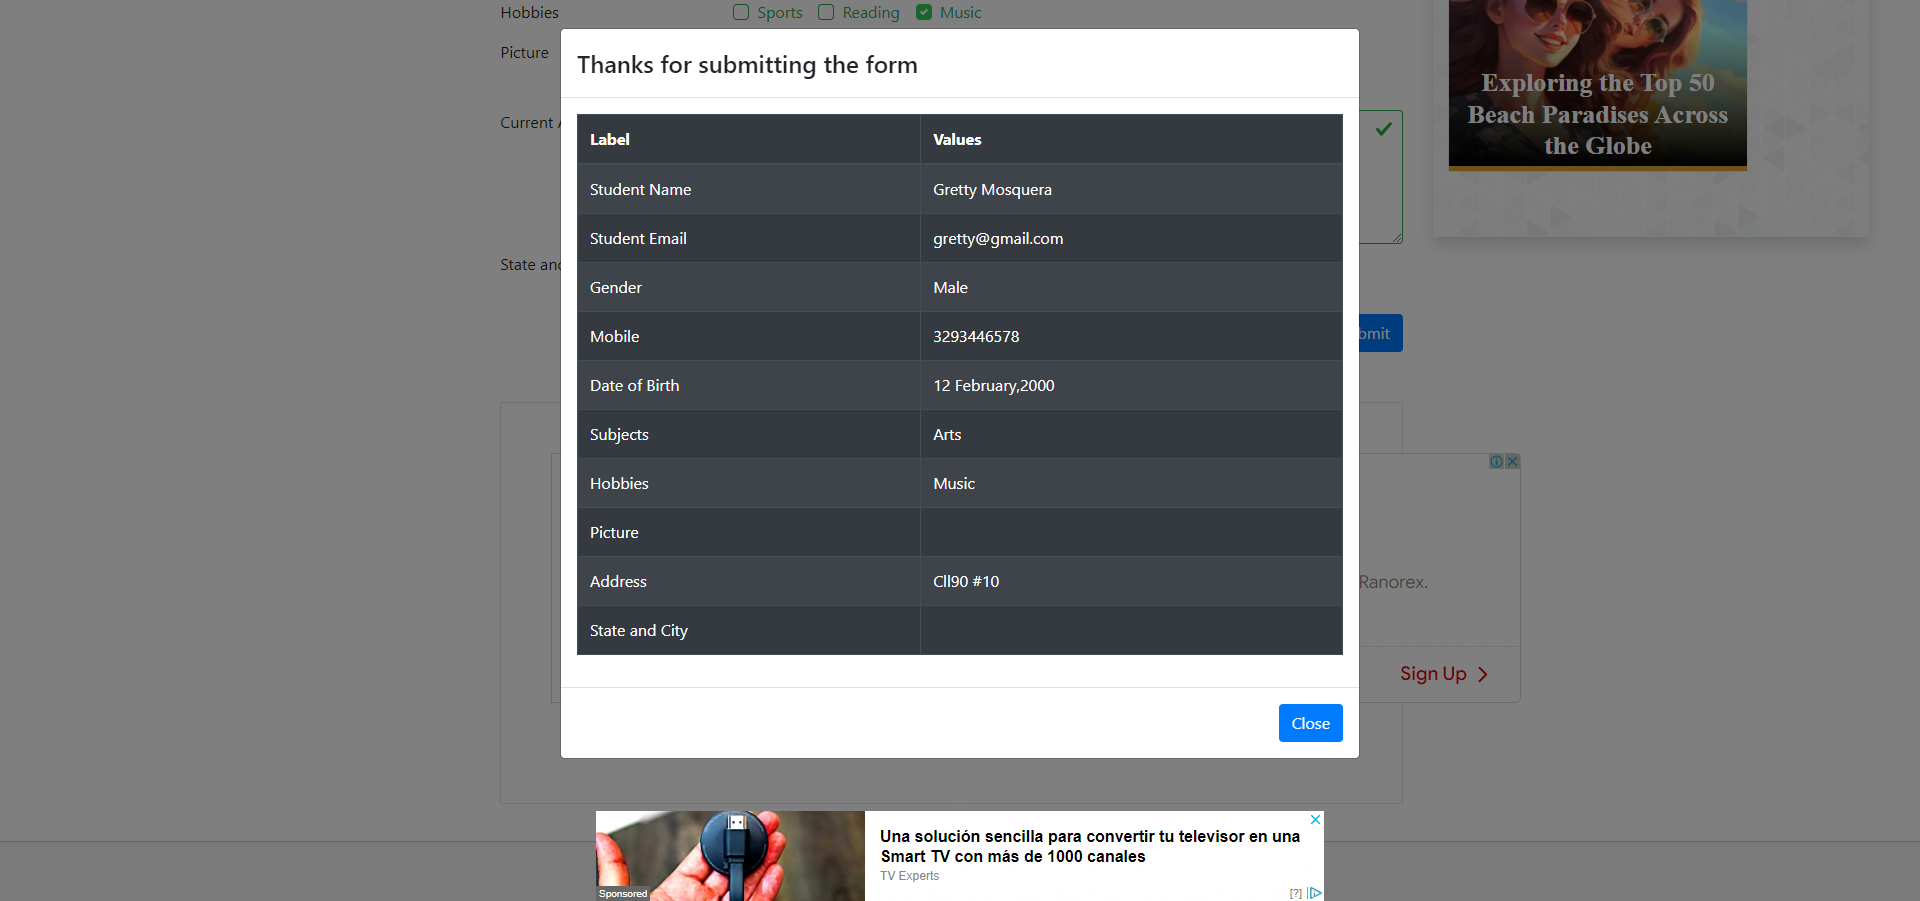 Hobbies
Sports Reading Music
Picture
Thanks for submitting the form
Exploring the Top 50
Beach Paradises Across
the Globe
Current
Label Values
Student Name Gretty Mosquera
Student Email gretty@gmail.com
State and
Gender Male
Mobile 3293446578
bmit
Date of Birth 12 February,2000
Subjects Arts
Hobbies Music
Picture
Address Cll90 #10
Ranorex.
State and City
Sign Up
Close
Una solución sencilla para convertir tu televisor en una
Smart TV con más de 1000 canales
TV Experts
Sponsored
[?]